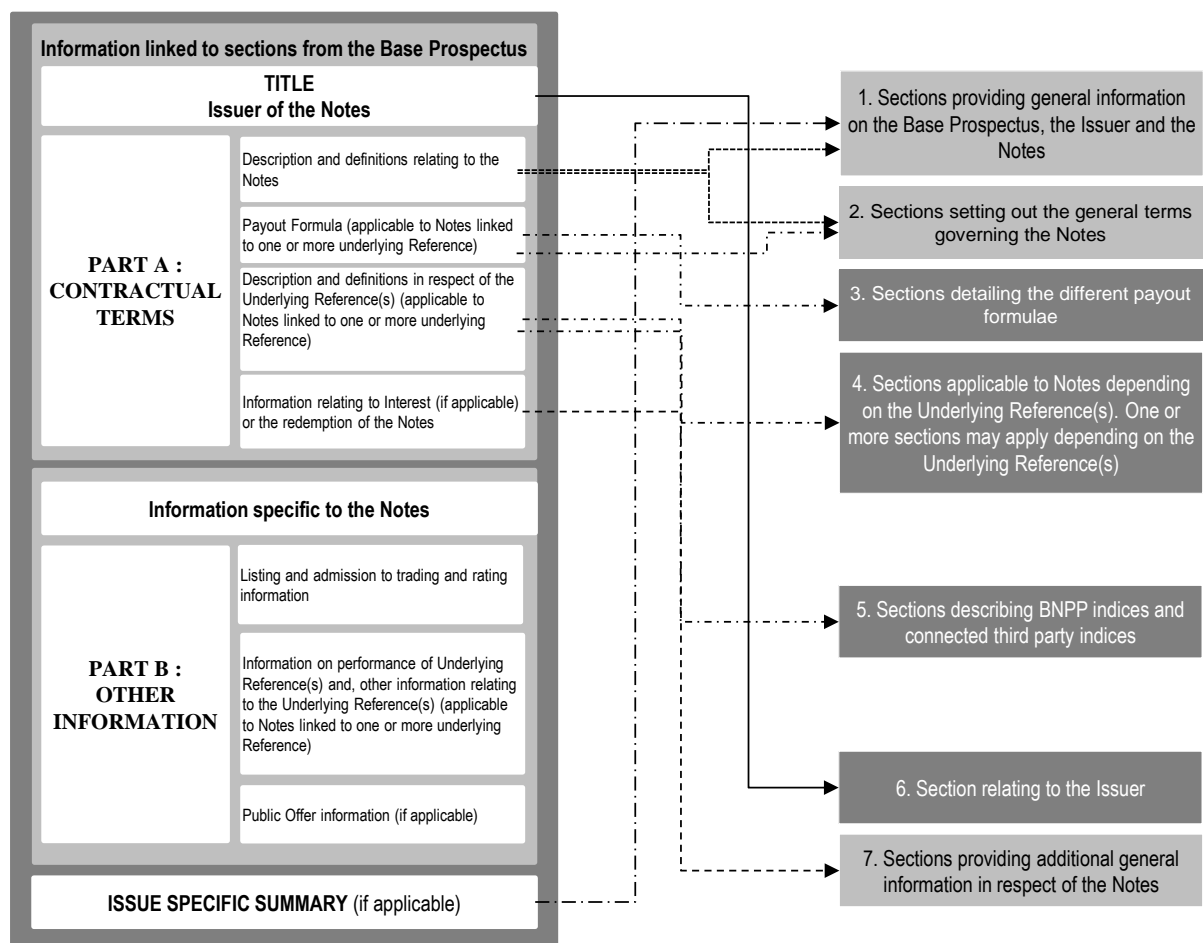 Information linked to sections from the Base Prospectus
TITLE
Issuer of the Notes
PART A :
CONTRACTUAL
TERMS
Description and definitions relating to the
Notes
Payout Formula (applicable to Notes linked
to one or more underlying Reference)
Description and definitions in respect of the
Underlying Reference(s) (applicable to
Notes linked to one or more underlying
Reference)
Information relating to Interest (if applicable)
or the redemption of the Notes
Information specific to the Notes
PART B :
OTHER
INFORMATION
Listing and admission to trading and rating
information
Information on performance of Underlying
Reference(s) and, other information relating
to the Underlying Reference(s) (applicable
to Notes linked to one or more underlying
Reference)
Public Offer information (if applicable)
ISSUE SPECIFIC SUMMARY (if applicable)
1. Sections providing general information
on the Base Prospectus, the Issuer and the
Notes
2. Sections setting out the general terms
governing the Notes
3. Sections detailing the different payout
formulae
4. Sections applicable to Notes depending
on the Underlying Reference(s). One or
more sections may apply depending on the
Underlying Reference(s)
5. Sections describing BNPP indices and
connected third party indices
6. Section relating to the Issuer
7. Sections providing additional general
information in respect of the Notes